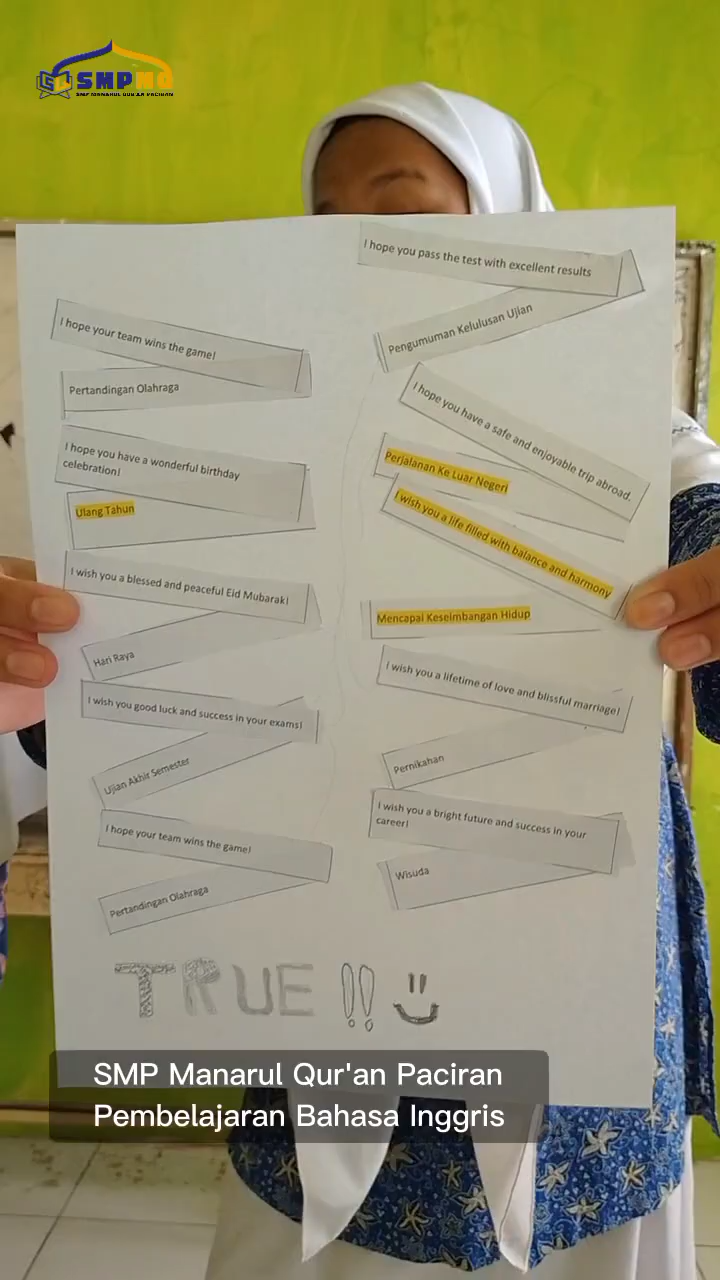 SMPMQ
SMP MANARUL QUR'AN PACIRAN
I hope your team wins the game!
Pertandingan Olahraga
I hope you have a wonderful birthday
celebration!
Ulang Tahun
I wish you a blessed and peaceful Eid Mubarak!
Hari Raya
I wish you good luck and success in your exams!
Ujian Akhir Semester
I hope your team wins the game!
Pertandingan Olahraga
I hope you pass the test with excellent results
Pengumuman Kelulusan Ujian
I hope you have a safe and enjoyable trip abroad.
Perjalanan Ke Luar Negeri
I wish you a life filled with balance and harmony
Mencapai Keseimbangan Hidup
I wish you a lifetime of love and blissful marriage!
Pernikahan
I wish you a bright future and success in your
career!
Wisuda
TRUE !!
SMP Manarul Qur'an Paciran
Pembelajaran Bahasa Inggris